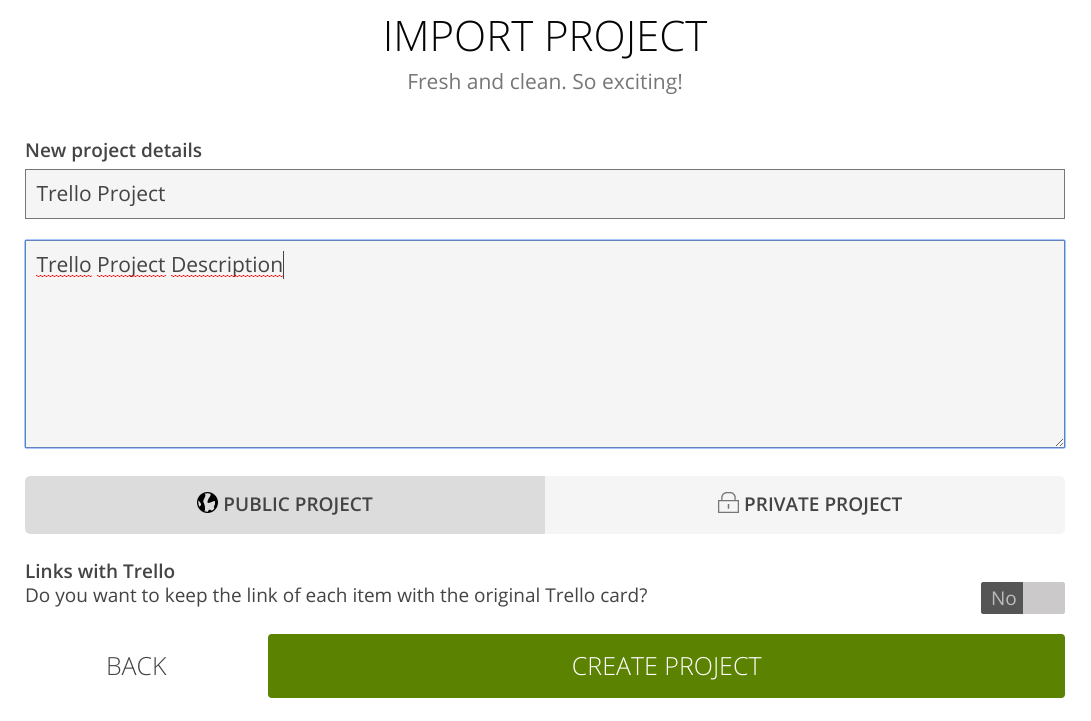 IMPORT PROJECT
Fresh and clean. So exciting!
New project details
Trello Project
Trello Project Description
PUBLIC PROJECT
PRIVATE PROJECT
Links with Trello
Do you want to keep the link of each item with the original Trello card?
No
BACK
CREATE PROJECT